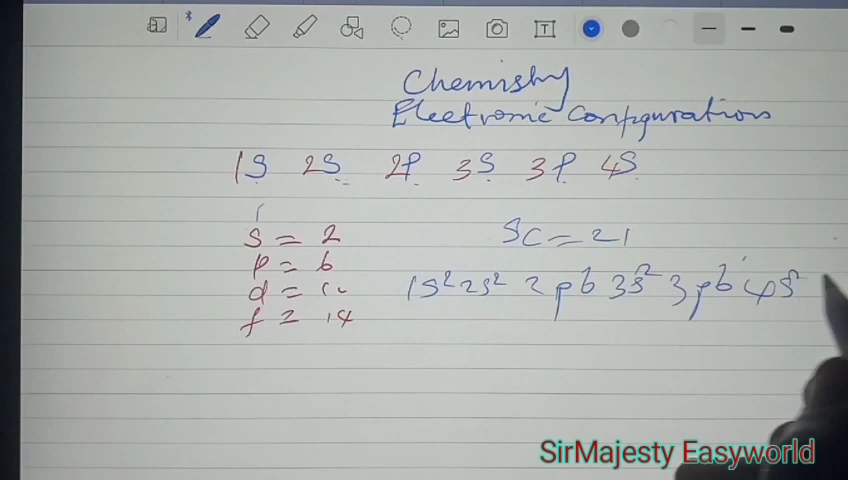 Chemistry
Electronic Configurations
1S 2S 2P 3S 3P 4S
S = 2
Sc = 21
p = 6
d = 10
1S² 2S² 2p6 3s² 3p6 4s
f = 14
SirMajesty Easyworld